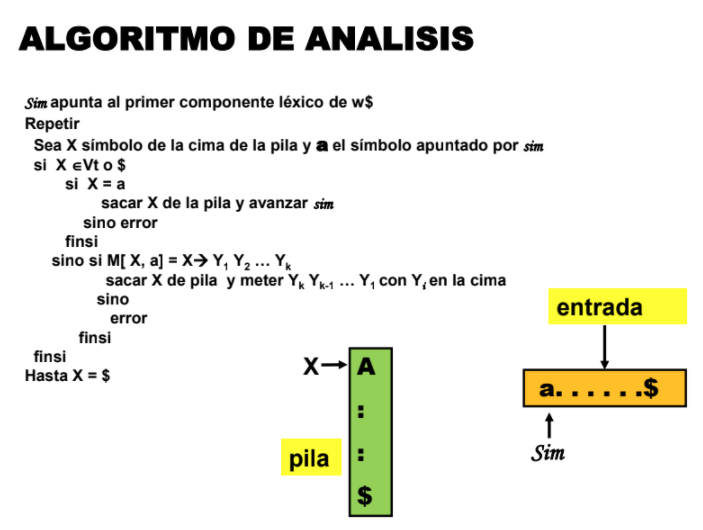 ALGORITMO DE ANALISIS
Sim apunta al primer componente léxico de w$
Repetir
Sea X símbolo de la cima de la pila y a el símbolo apuntado por sim
si X ∈Vt o $
si X = a
sacar X de la pila y avanzar sim
sino error
finsi
sino si M[ X, a] = X→ Y₁ Y₂ … Yₖ
sacar X de pila y meter Yₖ Yₖ₋₁ … Y₁ con Yᵢ en la cima
sino
error
finsi
finsi
Hasta X = $
entrada
X
A
:
a. . . . . .$
pila
:
Sim
$